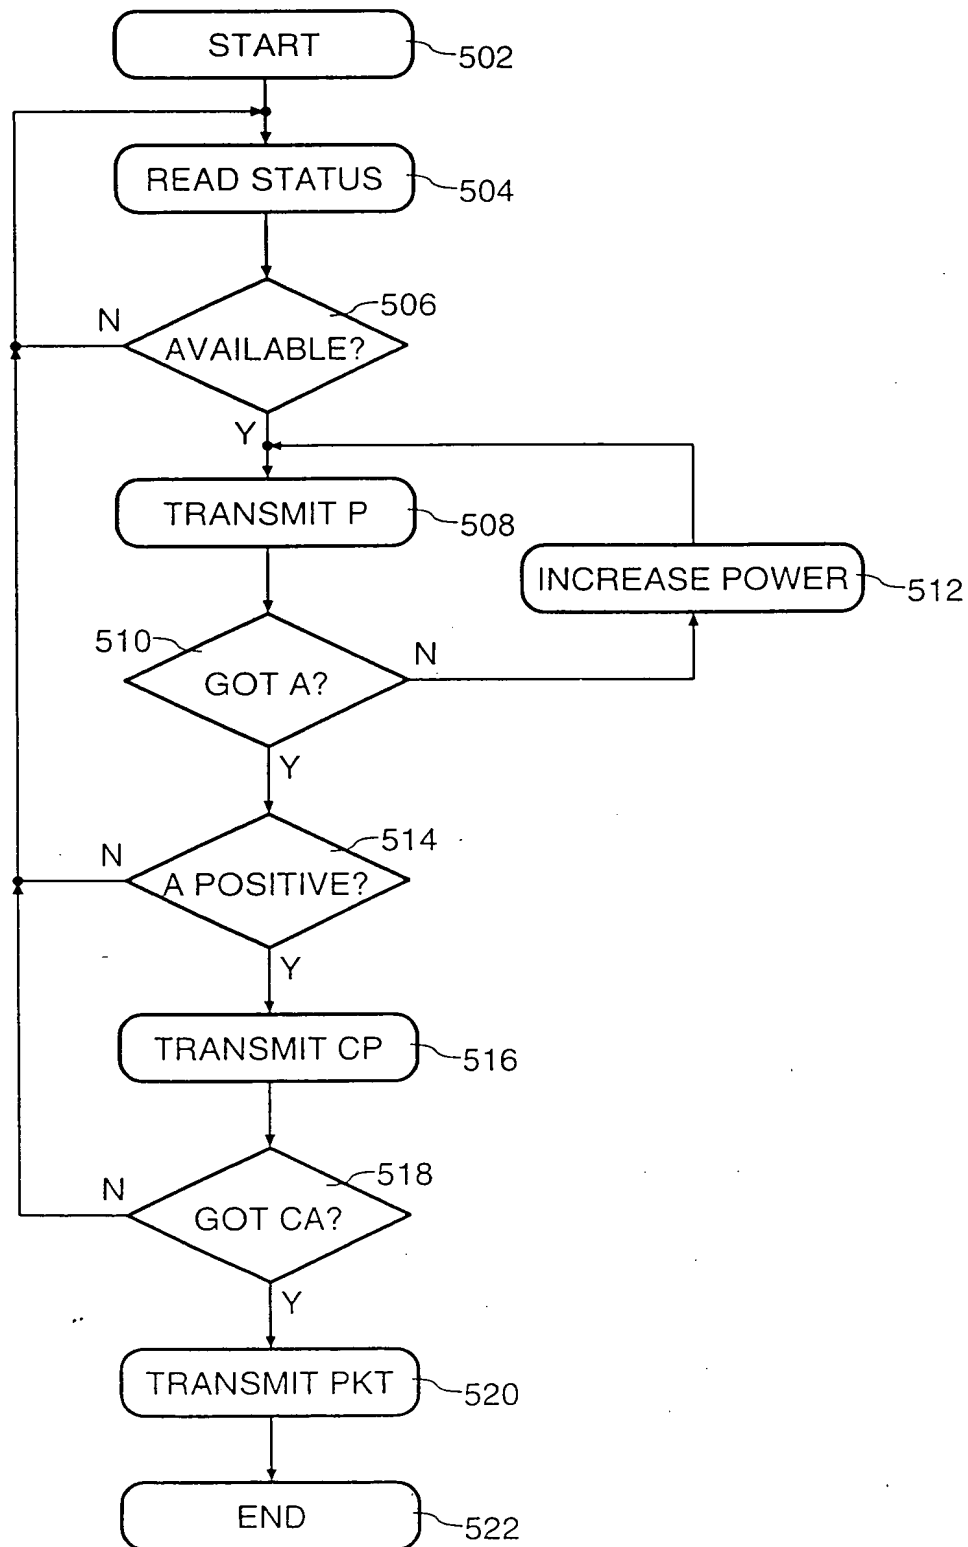 START
502
READ STATUS
504
506
N
AVAILABLE?
Y
TRANSMIT P
508
INCREASE POWER
512
510
N
GOT A?
Y
514
N
A POSITIVE?
Y
TRANSMIT CP
516
518
N
GOT CA?
Y
TRANSMIT PKT
520
END
522